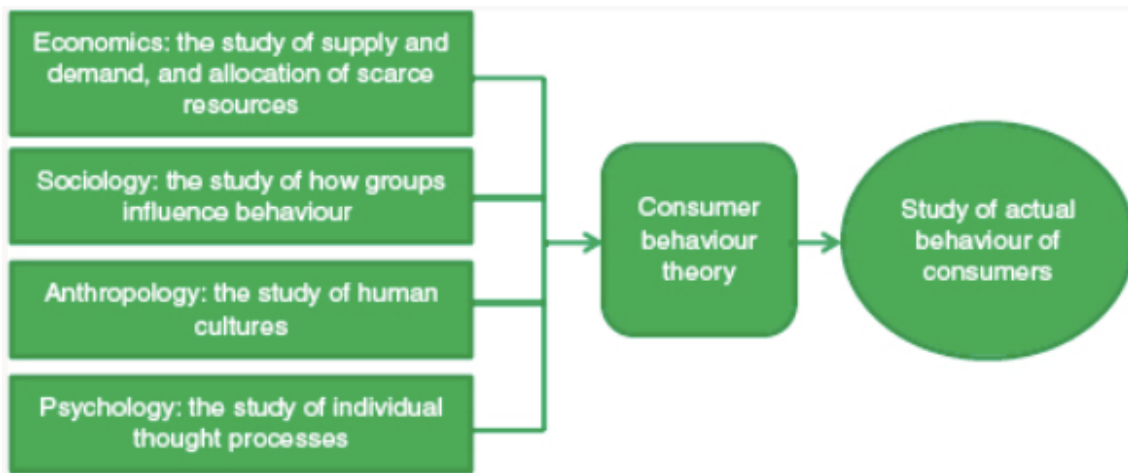 Economics: the study of supply and
demand, and allocation of scarce
resources
Sociology: the study of how groups
influence behaviour
Anthropology: the study of human
cultures
Psychology: the study of individual
thought processes
Consumer
behaviour
theory
Study of actual
behaviour of
consumers